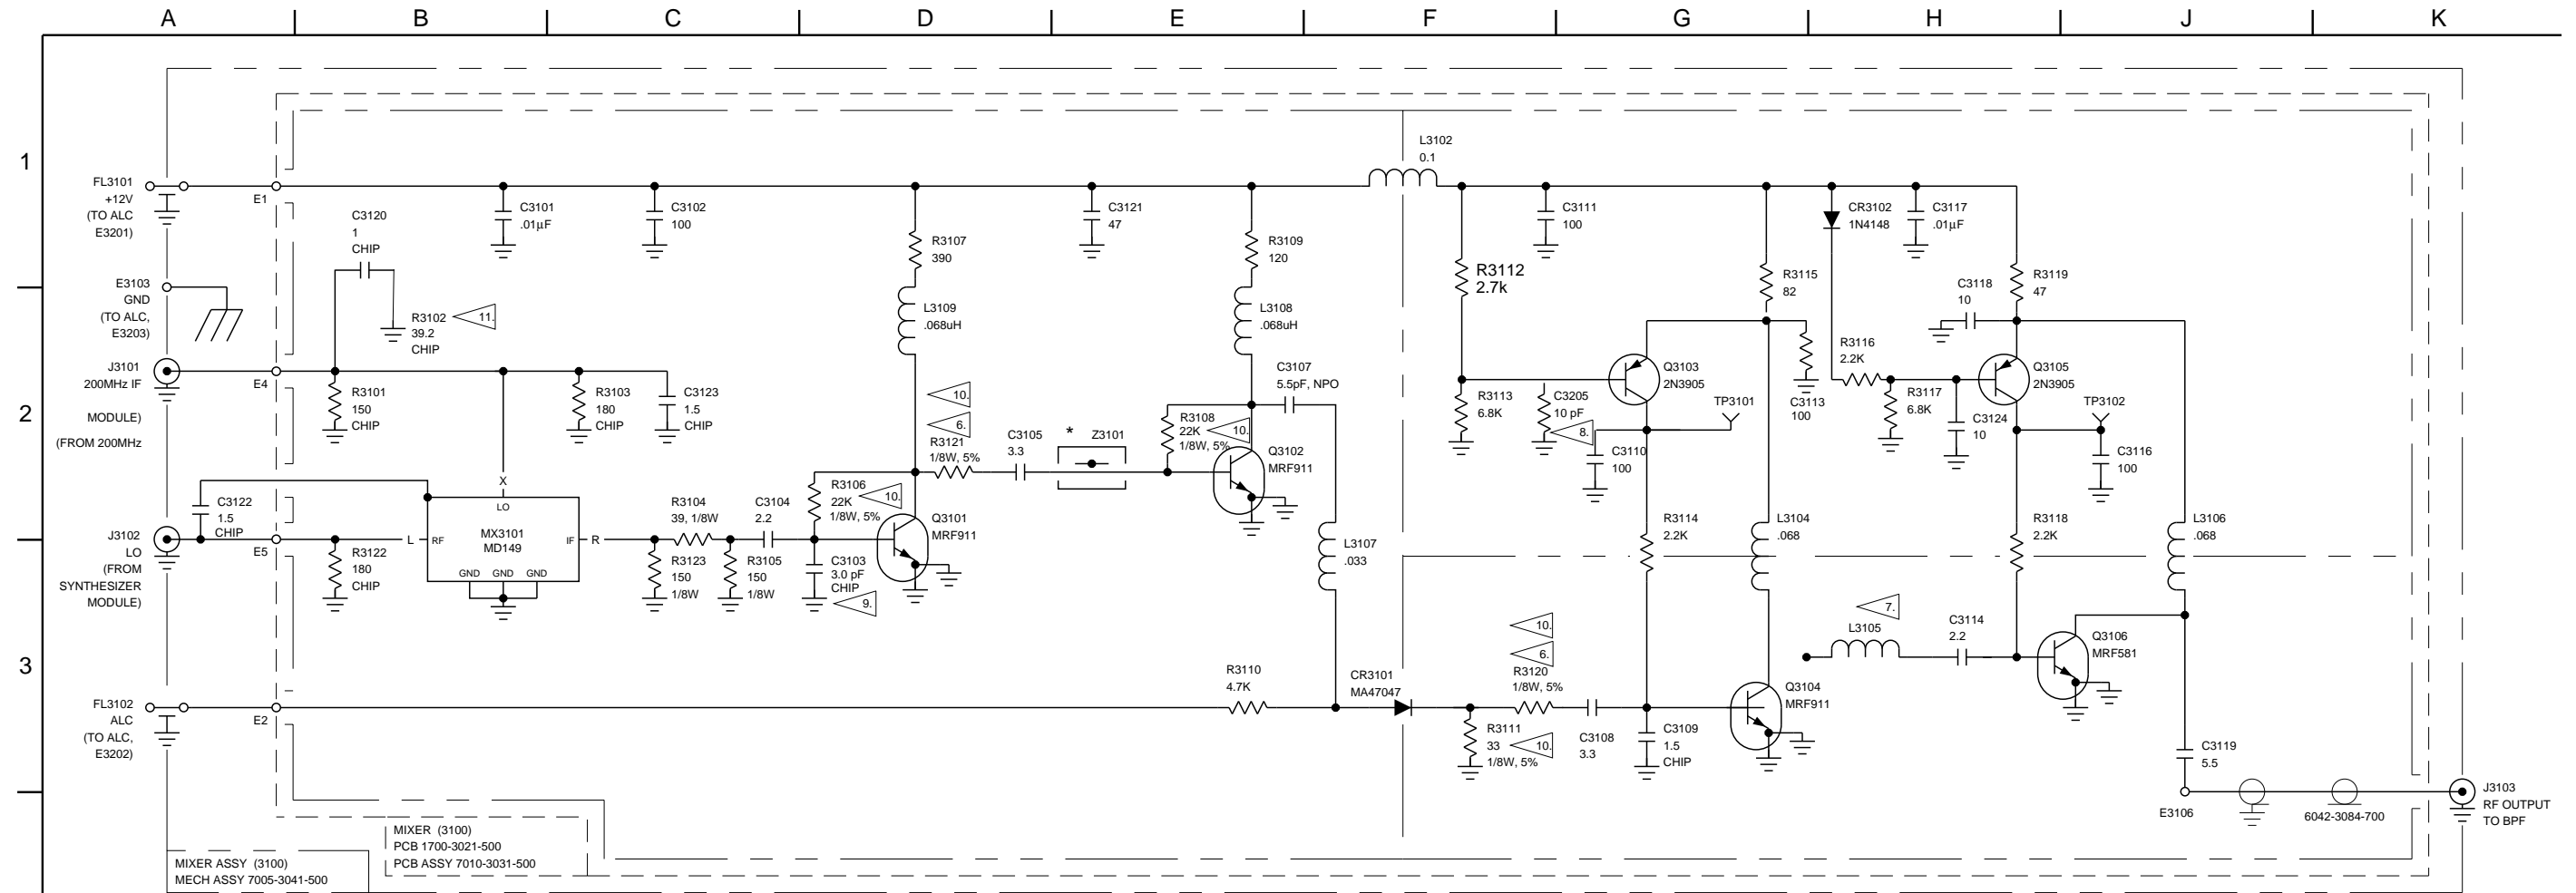 A B C D E F G H J K
1
2
3
FL3101
+12V
(TO ALC
E3201)
E1
C3120
1
CHIP
C3101
.01µF
C3102
100
R3107
390
C3121
47
R3109
120
L3102
0.1
R3112
2.7k
C3111
100
R3115
82
CR3102
1N4148
C3117
.01µF
C3118
10
R3119
47
E3103
GND
(TO ALC,
E3203)
R3102
39.2
CHIP
11.
L3109
.068uH
L3108
.068uH
J3101
200MHz IF
MODULE)
(FROM 200MHz
E4
R3101
150
CHIP
R3103
180
CHIP
C3123
1.5
CHIP
10.
6.
R3121
1/8W, 5%
C3105
3.3
* Z3101
R3108
22K
1/8W, 5%
10.
C3107
5.5pF, NPO
Q3102
MRF911
R3113
6.8K
C3205
10 pF
8.
C3110
100
Q3103
2N3905
TP3101
C3113
100
R3116
2.2K
R3117
6.8K
C3124
10
Q3105
2N3905
TP3102
C3116
100
C3122
1.5
CHIP
J3102
LO
(FROM
SYNTHESIZER
MODULE)
E5
R3122
180
CHIP
L
RF
X
LO
MX3101
MD149
IF
R
GND GND GND
R3104
39, 1/8W
C3104
2.2
R3123
150
1/8W
R3105
150
1/8W
R3106
22K
1/8W, 5%
10.
C3103
3.0 pF
CHIP
9.
Q3101
MRF911
L3107
.033
R3114
2.2K
L3104
.068
R3118
2.2K
L3106
.068
7.
L3105
C3114
2.2
Q3106
MRF581
FL3102
ALC
(TO ALC,
E3202)
E2
R3110
4.7K
CR3101
MA47047
10.
6.
R3120
1/8W, 5%
R3111
33
1/8W, 5%
10.
C3108
3.3
C3109
1.5
CHIP
Q3104
MRF911
C3119
5.5
E3106
6042-3084-700
J3103
RF OUTPUT
TO BPF
MIXER (3100)
PCB 1700-3021-500
PCB ASSY 7010-3031-500
MIXER ASSY (3100)
MECH ASSY 7005-3041-500